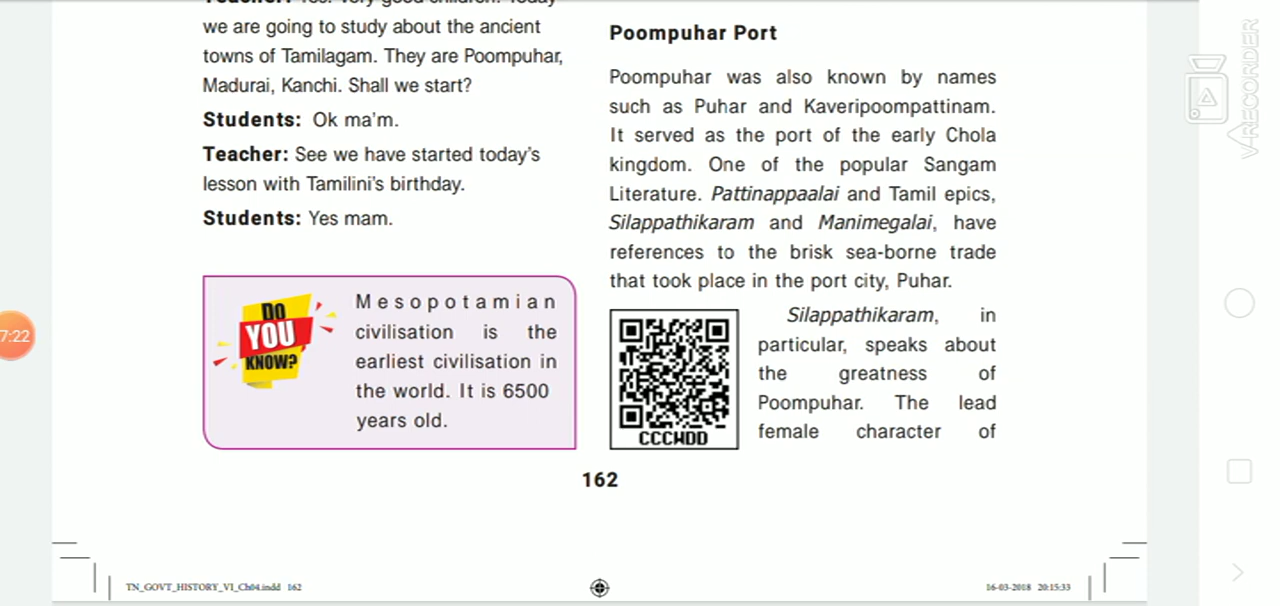 we are going to study about the ancient
towns of Tamilagam. They are Poompuhar,
Madurai, Kanchi. Shall we start?
Students: Ok ma'm.
Teacher: See we have started today's
lesson with Tamilini's birthday.
Students: Yes mam.
DO
YOU
KNOW?
Mesopotamian
civilisation is the
earliest civilisation in
the world. It is 6500
years old.
Poompuhar Port
Poompuhar was also known by names
such as Puhar and Kaveripoompattinam.
It served as the port of the early Chola
kingdom. One of the popular Sangam
Literature. Pattinappaalai and Tamil epics,
Silappathikaram and Manimegalai, have
references to the brisk sea-borne trade
that took place in the port city, Puhar.
Silappathikaram, in
particular, speaks about
the greatness of
Poompuhar. The lead
female character of
CCCWDD
162
TN_GOVT_HISTORY_VI_Ch04.indd 162
16-03-2018 20:15:33
7:22
V RECORDER